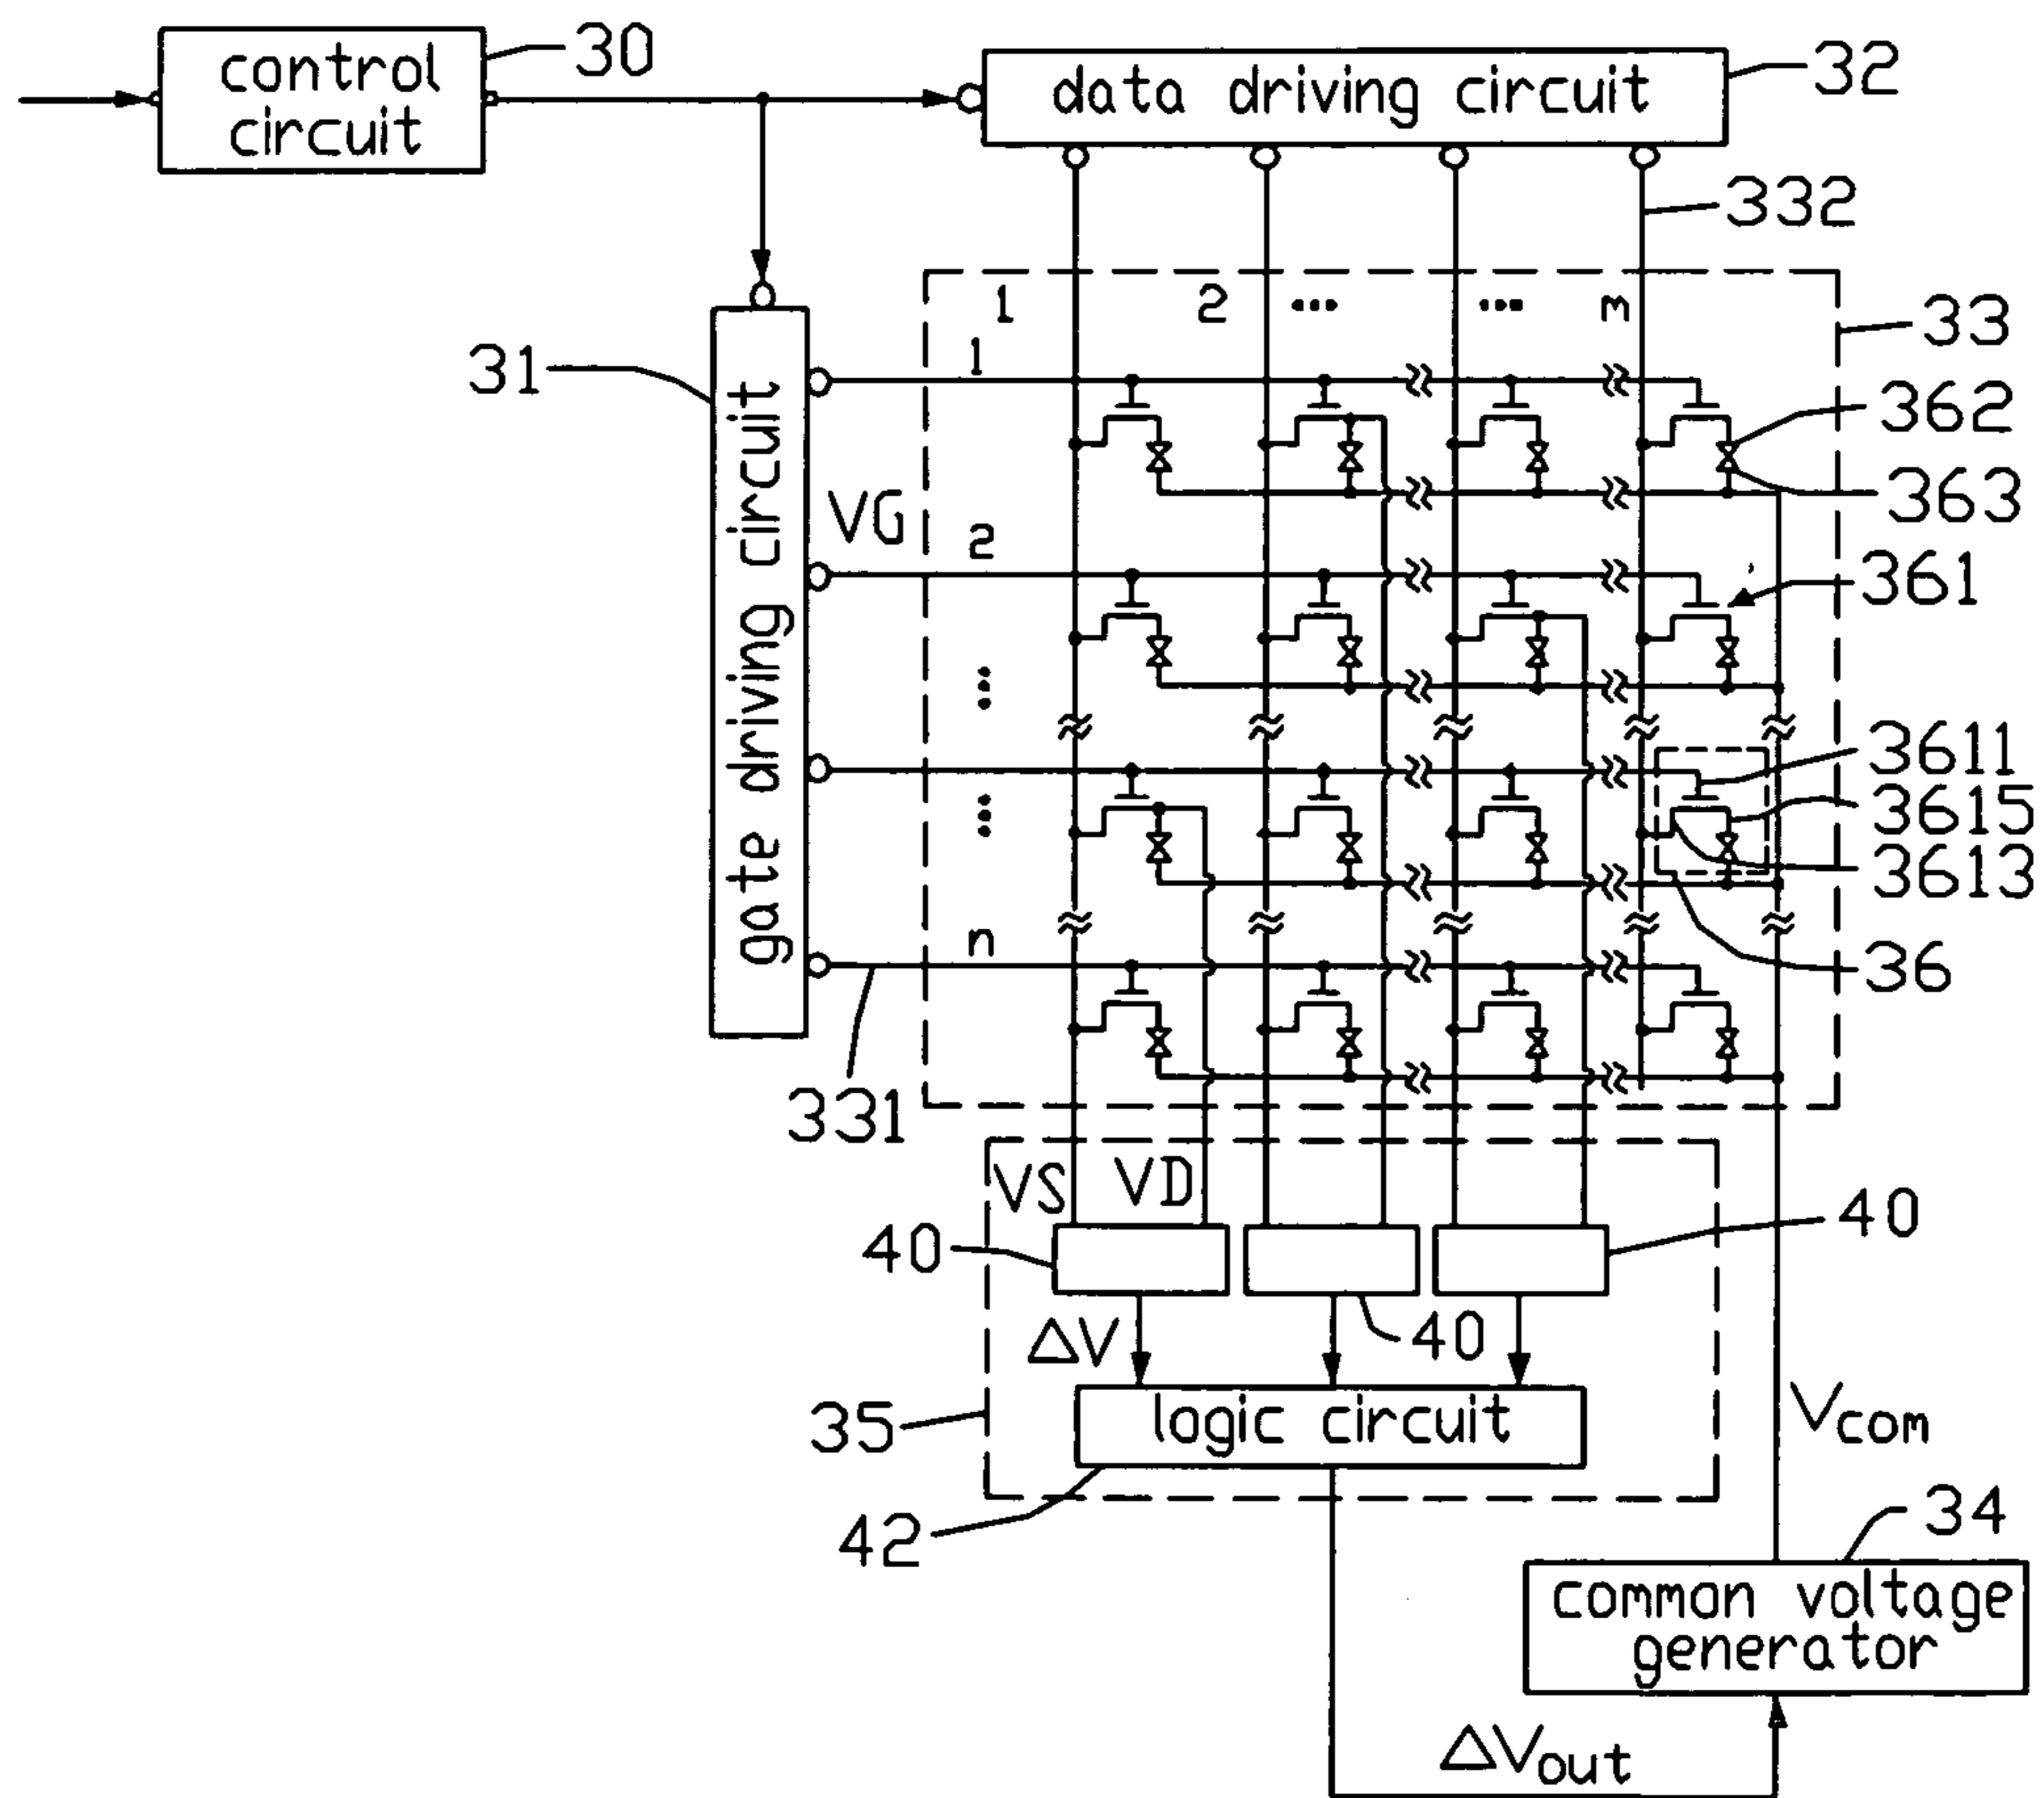 control
circuit
30
data driving circuit
32
332
1 2 ... ... m
33
1
31
gate driving circuit
362
363
VG
2
361
...
3611
3615
3613
...
n
36
331
VS VD
40
40
40
ΔV
logic circuit
35
Vcom
42
34
common voltage
generator
ΔVout